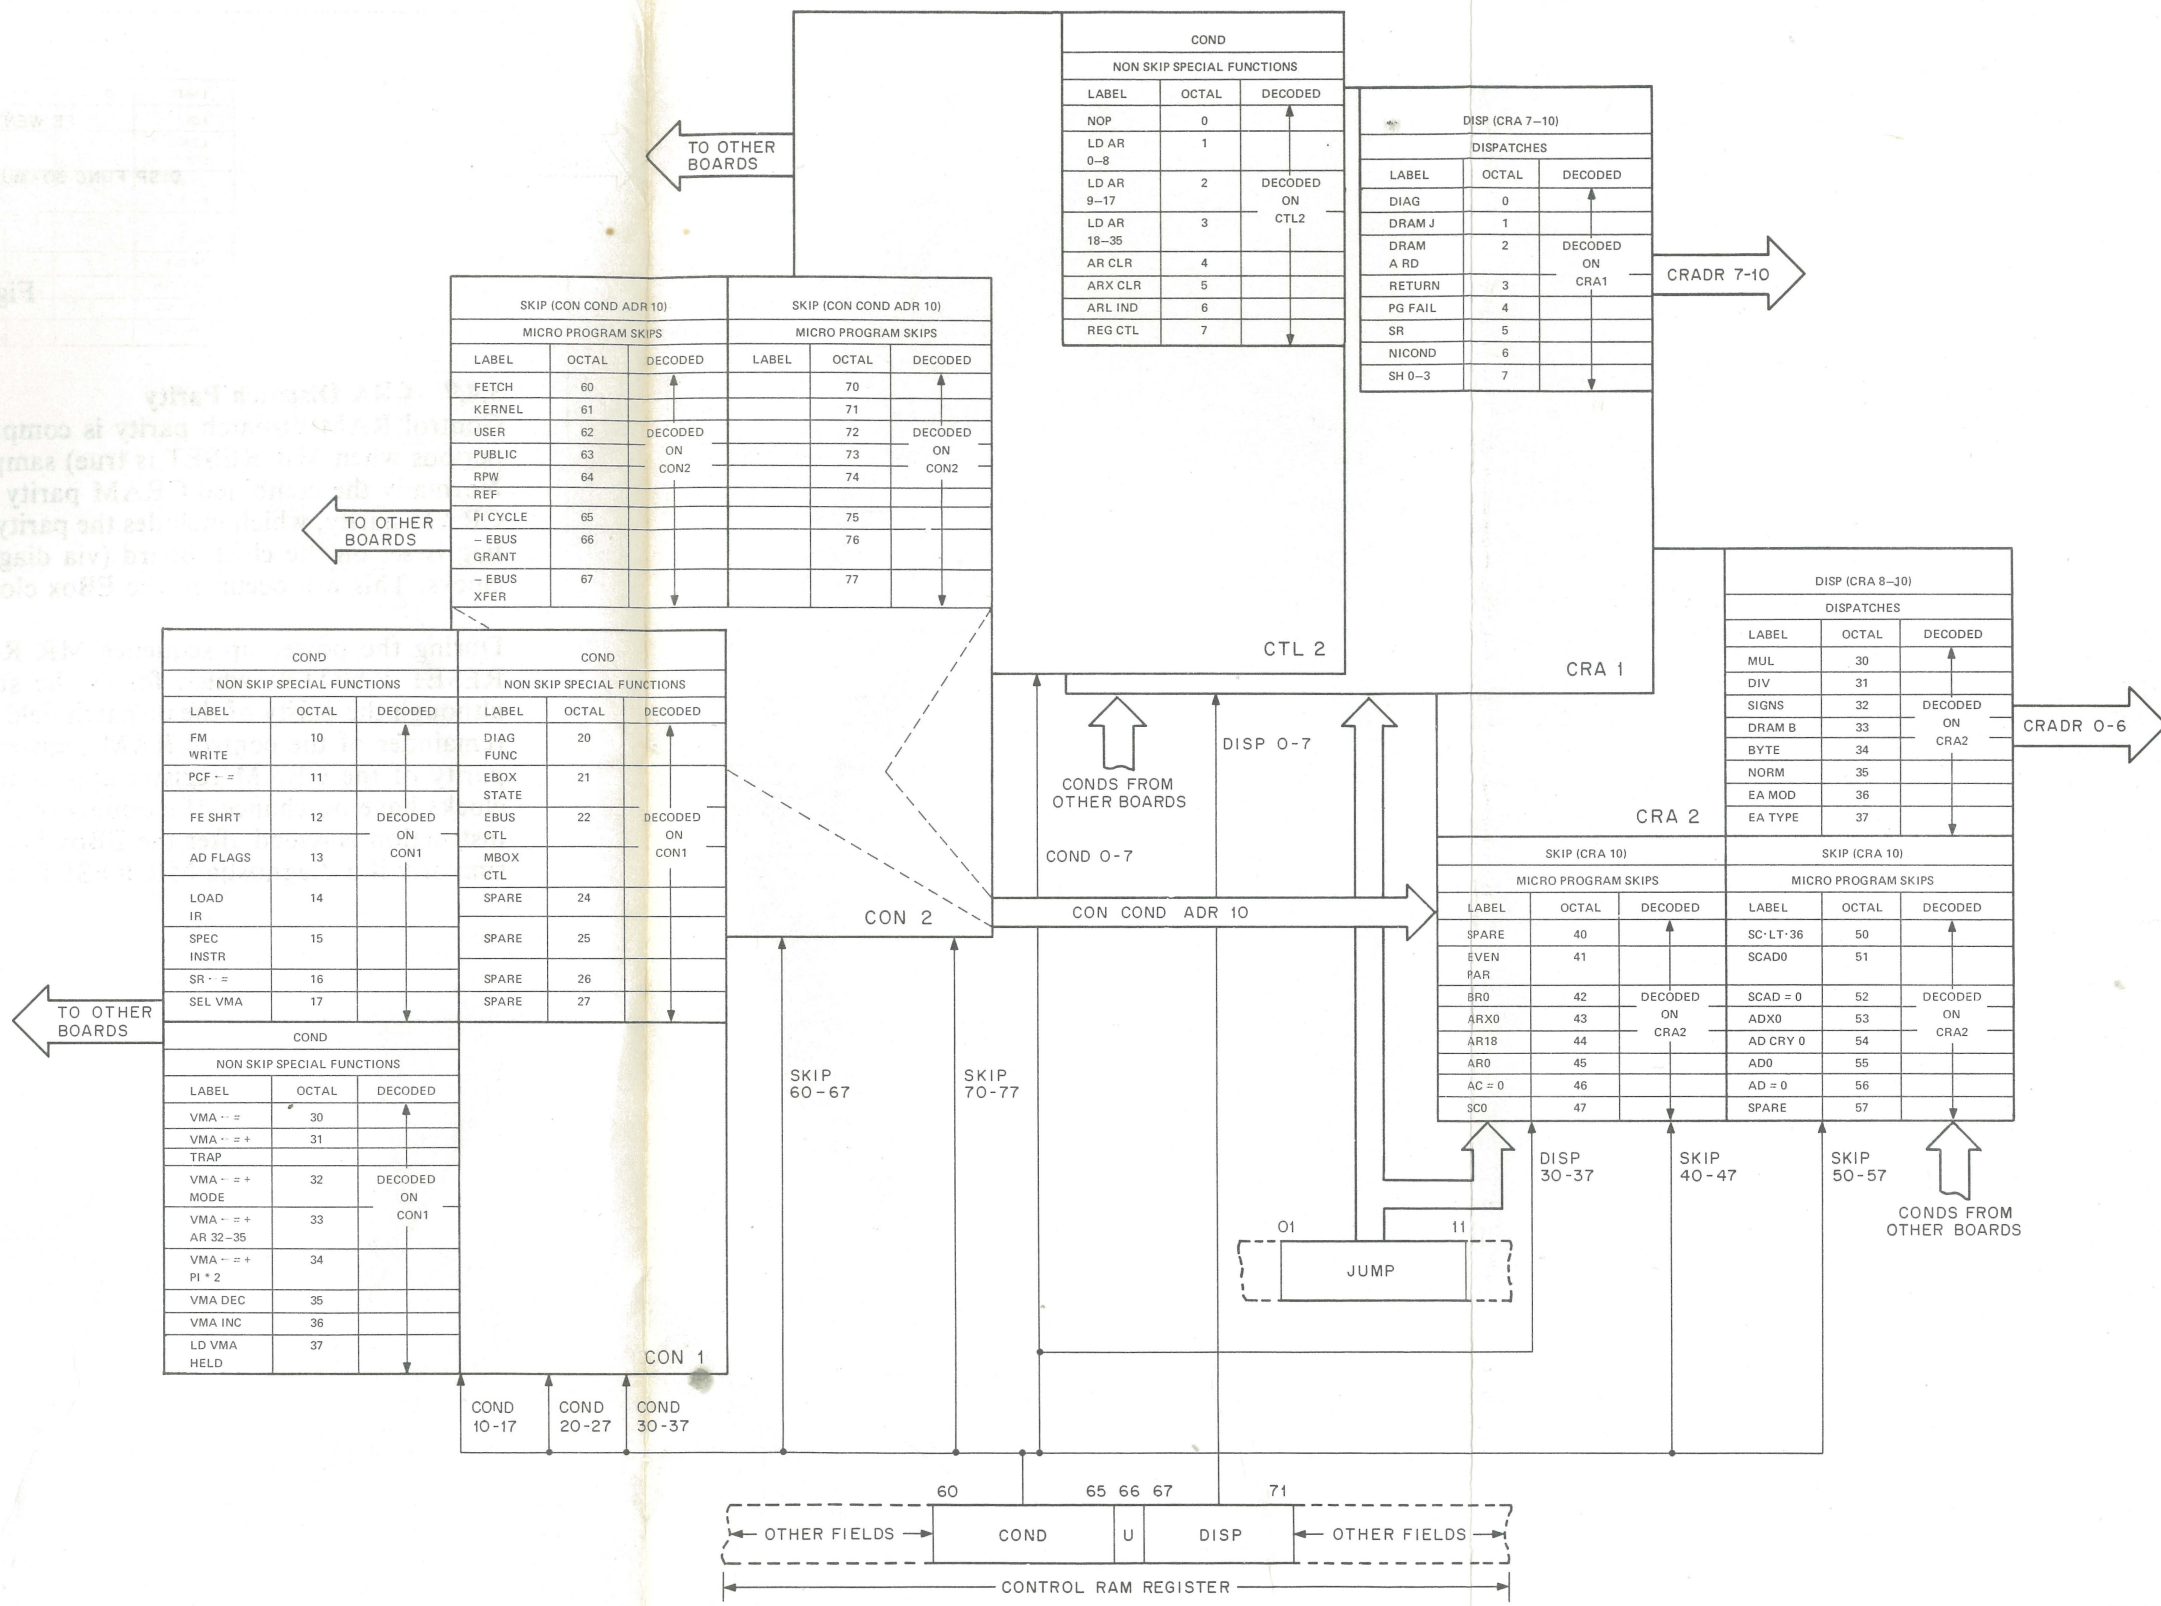 COND
NON SKIP SPECIAL FUNCTIONS
LABEL OCTAL DECODED
NOP 0
LD AR 1
0–8
LD AR 2
9–17
LD AR 3
18–35
AR CLR 4
ARX CLR 5
ARL IND 6
REG CTL 7
DECODED
ON
CTL2
CTL 2
TO OTHER
BOARDS
DISP (CRA 7–10)
DISPATCHES
LABEL OCTAL DECODED
DIAG 0
DRAM J 1
DRAM 2
A RD
RETURN 3
PG FAIL 4
SR 5
NICOND 6
SH 0–3 7
DECODED
ON
CRA1
CRA 1
CRADR 7-10
SKIP (CON COND ADR 10)
MICRO PROGRAM SKIPS
LABEL OCTAL DECODED
FETCH 60
KERNEL 61
USER 62
PUBLIC 63
RPW 64
REF
PI CYCLE 65
– EBUS 66
GRANT
– EBUS 67
XFER
DECODED
ON
CON2
SKIP (CON COND ADR 10)
MICRO PROGRAM SKIPS
LABEL OCTAL DECODED
70
71
72
73
74
75
76
77
DECODED
ON
CON2
CON 2
TO OTHER
BOARDS
COND
NON SKIP SPECIAL FUNCTIONS
LABEL OCTAL DECODED
FM 10
WRITE
PCF ← = 11
FE SHRT 12
AD FLAGS 13
LOAD 14
IR
SPEC 15
INSTR
SR ← = 16
SEL VMA 17
DECODED
ON
CON1
COND
NON SKIP SPECIAL FUNCTIONS
LABEL OCTAL DECODED
DIAG 20
FUNC
EBOX 21
STATE
EBUS 22
CTL
MBOX
CTL
SPARE 24
SPARE 25
SPARE 26
SPARE 27
DECODED
ON
CON1
TO OTHER
BOARDS
COND
NON SKIP SPECIAL FUNCTIONS
LABEL OCTAL DECODED
VMA ← = 30
VMA ← = + 31
TRAP
VMA ← = + 32
MODE
VMA ← = + 33
AR 32–35
VMA ← = + 34
PI * 2
VMA DEC 35
VMA INC 36
LD VMA 37
HELD
DECODED
ON
CON1
CON 1
DISP (CRA 8–10)
DISPATCHES
LABEL OCTAL DECODED
MUL 30
DIV 31
SIGNS 32
DRAM B 33
BYTE 34
NORM 35
EA MOD 36
EA TYPE 37
DECODED
ON
CRA2
CRA 2
CRADR 0-6
SKIP (CRA 10)
MICRO PROGRAM SKIPS
LABEL OCTAL DECODED
SPARE 40
EVEN 41
PAR
BR0 42
ARX0 43
AR18 44
AR0 45
AC = 0 46
SC0 47
DECODED
ON
CRA2
SKIP (CRA 10)
MICRO PROGRAM SKIPS
LABEL OCTAL DECODED
SC·LT·36 50
SCAD0 51
SCAD = 0 52
ADX0 53
AD CRY 0 54
AD0 55
AD = 0 56
SPARE 57
DECODED
ON
CRA2
DISP 0-7
CONDS FROM
OTHER BOARDS
COND 0-7
CON COND ADR 10
SKIP
60-67
SKIP
70-77
DISP
30-37
SKIP
40-47
SKIP
50-57
CONDS FROM
OTHER BOARDS
01 11
JUMP
COND
10-17
COND
20-27
COND
30-37
60 65 66 67 71
OTHER FIELDS COND U DISP OTHER FIELDS
CONTROL RAM REGISTER